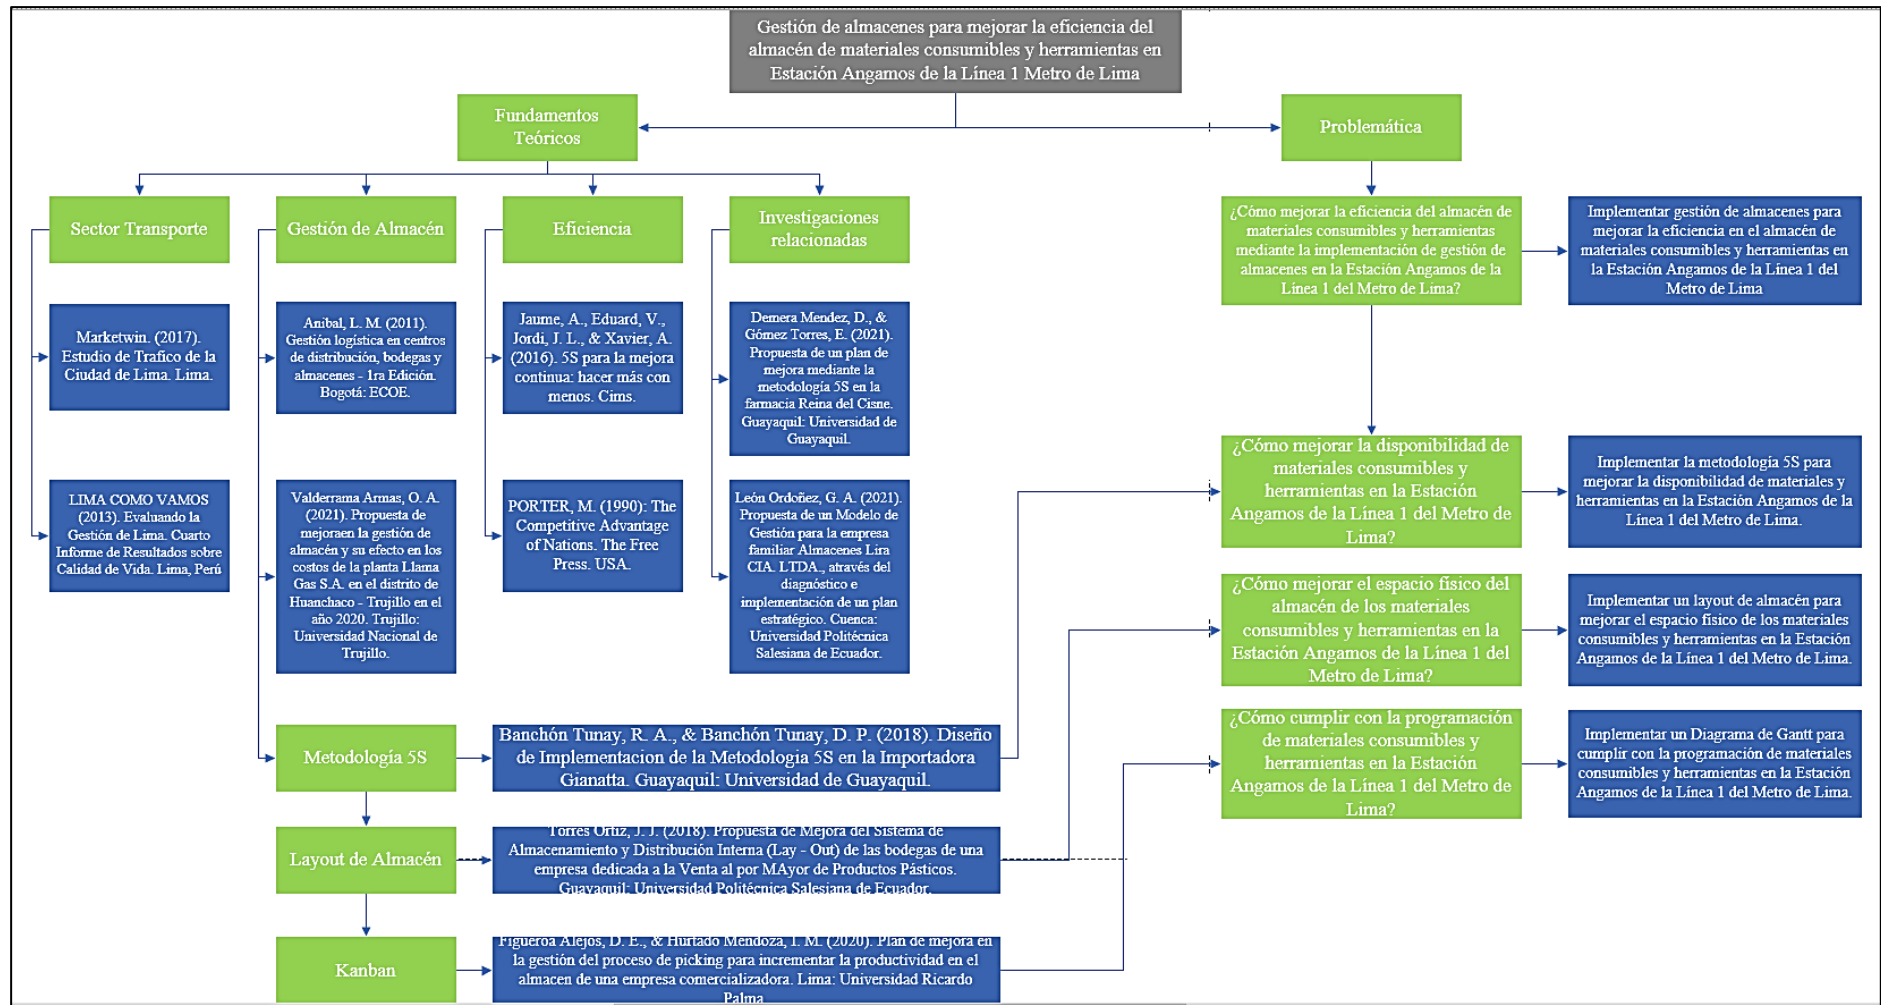 Gestión de almacenes para mejorar la eficiencia del
almacén de materiales consumibles y herramientas en
Estación Angamos de la Línea 1 Metro de Lima
Fundamentos
Teóricos
Problemática
Sector Transporte
Gestión de Almacén
Eficiencia
Investigaciones
relacionadas
¿Cómo mejorar la eficiencia del almacén de
materiales consumibles y herramientas
mediante la implementación de gestión de
almacenes en la Estación Angamos de la
Línea 1 del Metro de Lima?
Implementar gestión de almacenes para
mejorar la eficiencia en el almacén de
materiales consumibles y herramientas en
la Estación Angamos de la Línea 1 del
Metro de Lima
Marketwin. (2017).
Estudio de Trafico de la
Ciudad de Lima. Lima.
Anibal, L. M. (2011).
Gestión logística en centros
de distribución, bodegas y
almacenes - 1ra Edición.
Bogotá: ECOE.
Jaume, A., Eduard, V.,
Jordi, J. L., & Xavier, A.
(2016). 5S para la mejora
continua: hacer más con
menos. Cims.
Demera Mendez, D., &
Gómez Torres, E. (2021).
Propuesta de un plan de
mejora mediante la
metodología 5S en la
farmacia Reina del Cisne.
Guayaquil: Universidad de
Guayaquil.
LIMA COMO VAMOS
(2013). Evaluando la
Gestión de Lima. Cuarto
Informe de Resultados sobre
Calidad de Vida. Lima, Perú
Valderrama Armas, O. A.
(2021). Propuesta de
mejoraen la gestión de
almacén y su efecto en los
costos de la planta Llama
Gas S.A. en el distrito de
Huanchaco - Trujillo en el
año 2020. Trujillo:
Universidad Nacional de
Trujillo.
PORTER, M. (1990): The
Competitive Advantage
of Nations. The Free
Press. USA.
León Ordoñez, G. A. (2021).
Propuesta de un Modelo de
Gestión para la empresa
familiar Almacenes Lira
CIA. LTDA., através del
diagnóstico e
implementación de un plan
estratégico. Cuenca:
Universidad Politécnica
Salesiana de Ecuador.
¿Cómo mejorar la disponibilidad de
materiales consumibles y
herramientas en la Estación
Angamos de la Línea 1 del Metro de
Lima?
Implementar la metodología 5S para
mejorar la disponibilidad de materiales y
herramientas en la Estación Angamos de la
Línea 1 del Metro de Lima.
¿Cómo mejorar el espacio físico del
almacén de los materiales
consumibles y herramientas en la
Estación Angamos de la Línea 1 del
Metro de Lima?
Implementar un layout de almacén para
mejorar el espacio físico de los materiales
consumibles y herramientas en la Estación
Angamos de la Línea 1 del Metro de Lima.
¿Cómo cumplir con la programación
de materiales consumibles y
herramientas en la Estación
Angamos de la Línea 1 del Metro de
Lima?
Implementar un Diagrama de Gantt para
cumplir con la programación de materiales
consumibles y herramientas en la Estación
Angamos de la Línea 1 del Metro de Lima.
Metodología 5S
Banchón Tunay, R. A., & Banchón Tunay, D. P. (2018). Diseño
de Implementacion de la Metodologia 5S en la Importadora
Gianatta. Guayaquil: Universidad de Guayaquil.
Layout de Almacén
Torres Ortiz, J. J. (2018). Propuesta de Mejora del Sistema de
Almacenamiento y Distribución Interna (Lay - Out) de las bodegas de una
empresa dedicada a la Venta al por MAyor de Productos Pásticos.
Guayaquil: Universidad Politécnica Salesiana de Ecuador.
Kanban
Figueroa Alejos, D. E., & Hurtado Mendoza, I. M. (2020). Plan de mejora en
la gestión del proceso de picking para incrementar la productividad en el
almacen de una empresa comercializadora. Lima: Universidad Ricardo
Palma